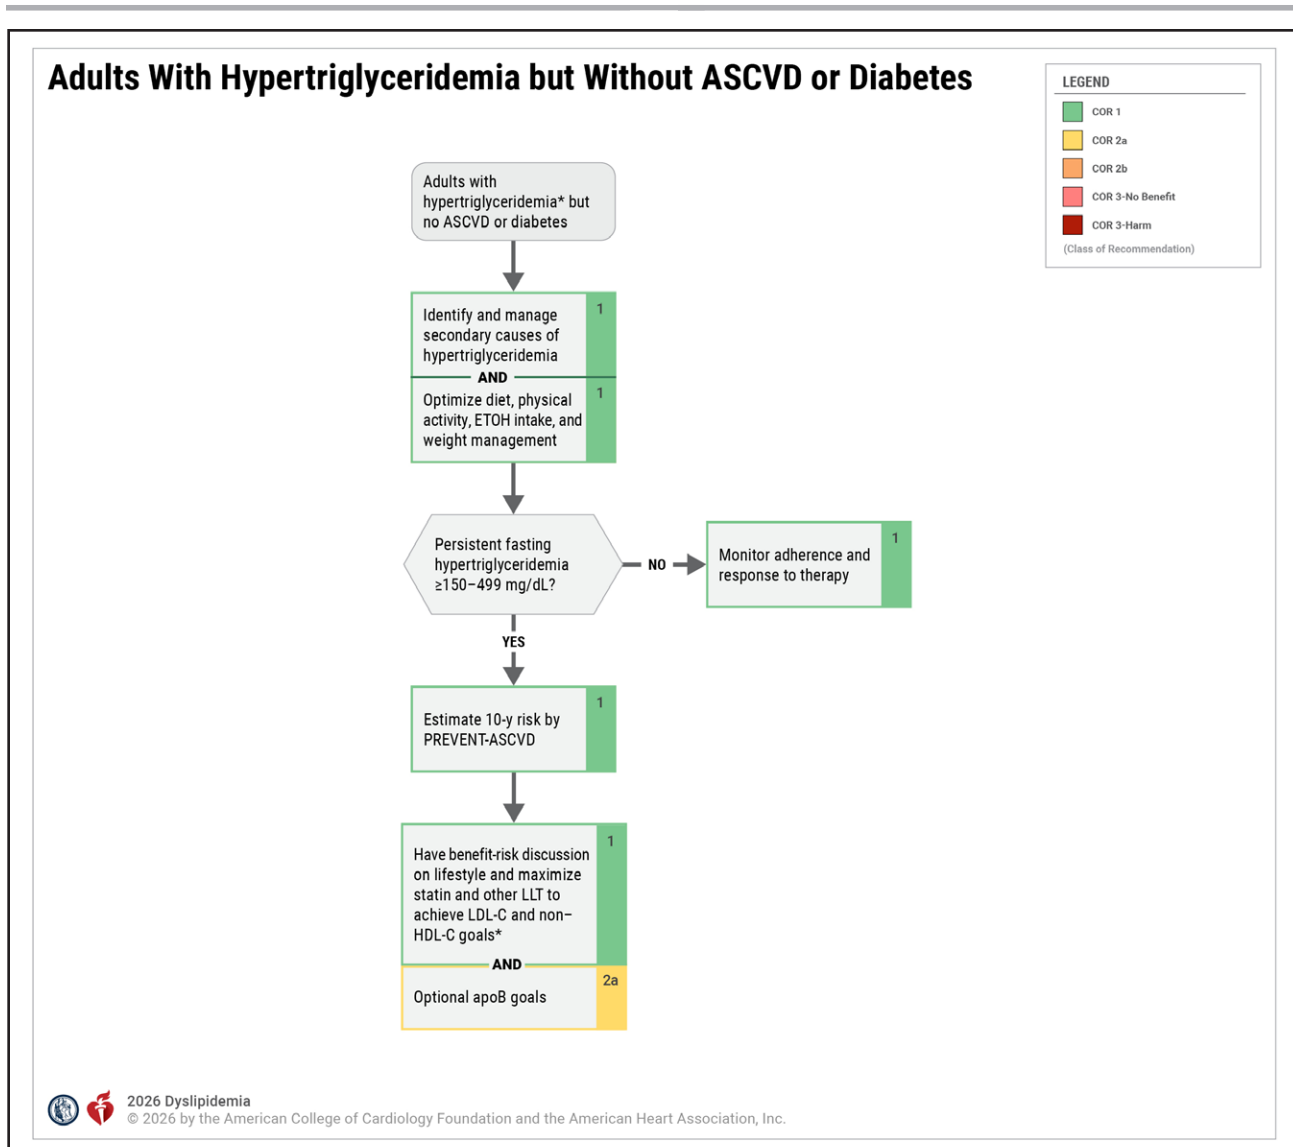 Adults With Hypertriglyceridemia but Without ASCVD or Diabetes
LEGEND
COR 1
COR 2a
COR 2b
COR 3-No Benefit
COR 3-Harm
(Class of Recommendation)
Adults with
hypertriglyceridemia* but
no ASCVD or diabetes
1
Identify and manage
secondary causes of
hypertriglyceridemia
AND
1
Optimize diet, physical
activity, ETOH intake, and
weight management
Persistent fasting
hypertriglyceridemia
≥150–499 mg/dL?
NO
1
Monitor adherence and
response to therapy
YES
1
Estimate 10-y risk by
PREVENT-ASCVD
1
Have benefit-risk discussion
on lifestyle and maximize
statin and other LLT to
achieve LDL-C and non–
HDL-C goals*
AND
2a
Optional apoB goals
2026 Dyslipidemia
© 2026 by the American College of Cardiology Foundation and the American Heart Association, Inc.